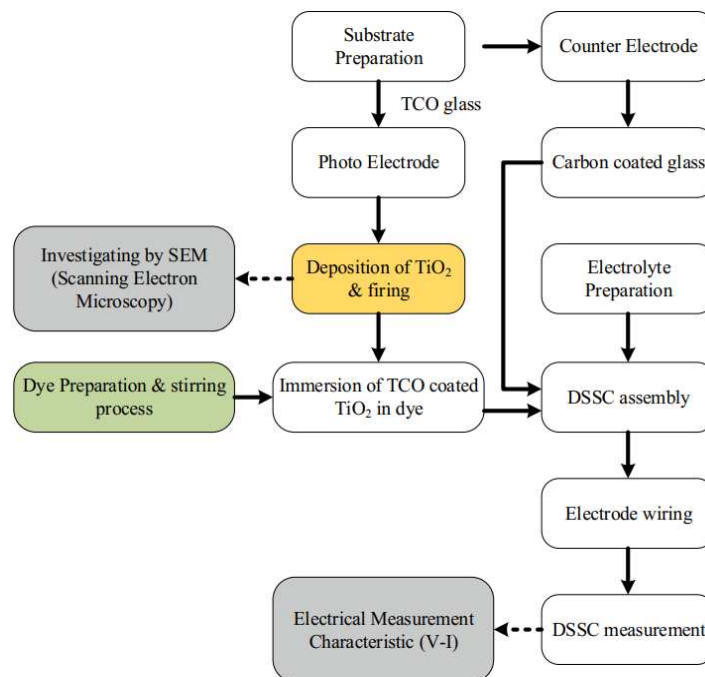 Substrate
Preparation
Counter Electrode
TCO glass
Photo Electrode
Carbon coated glass
Investigating by SEM
(Scanning Electron
Microscopy)
Deposition of TiO₂
& firing
Electrolyte
Preparation
Dye Preparation & stirring
process
Immersion of TCO coated
TiO₂ in dye
DSSC assembly
Electrode wiring
Electrical Measurement
Characteristic (V-I)
DSSC measurement